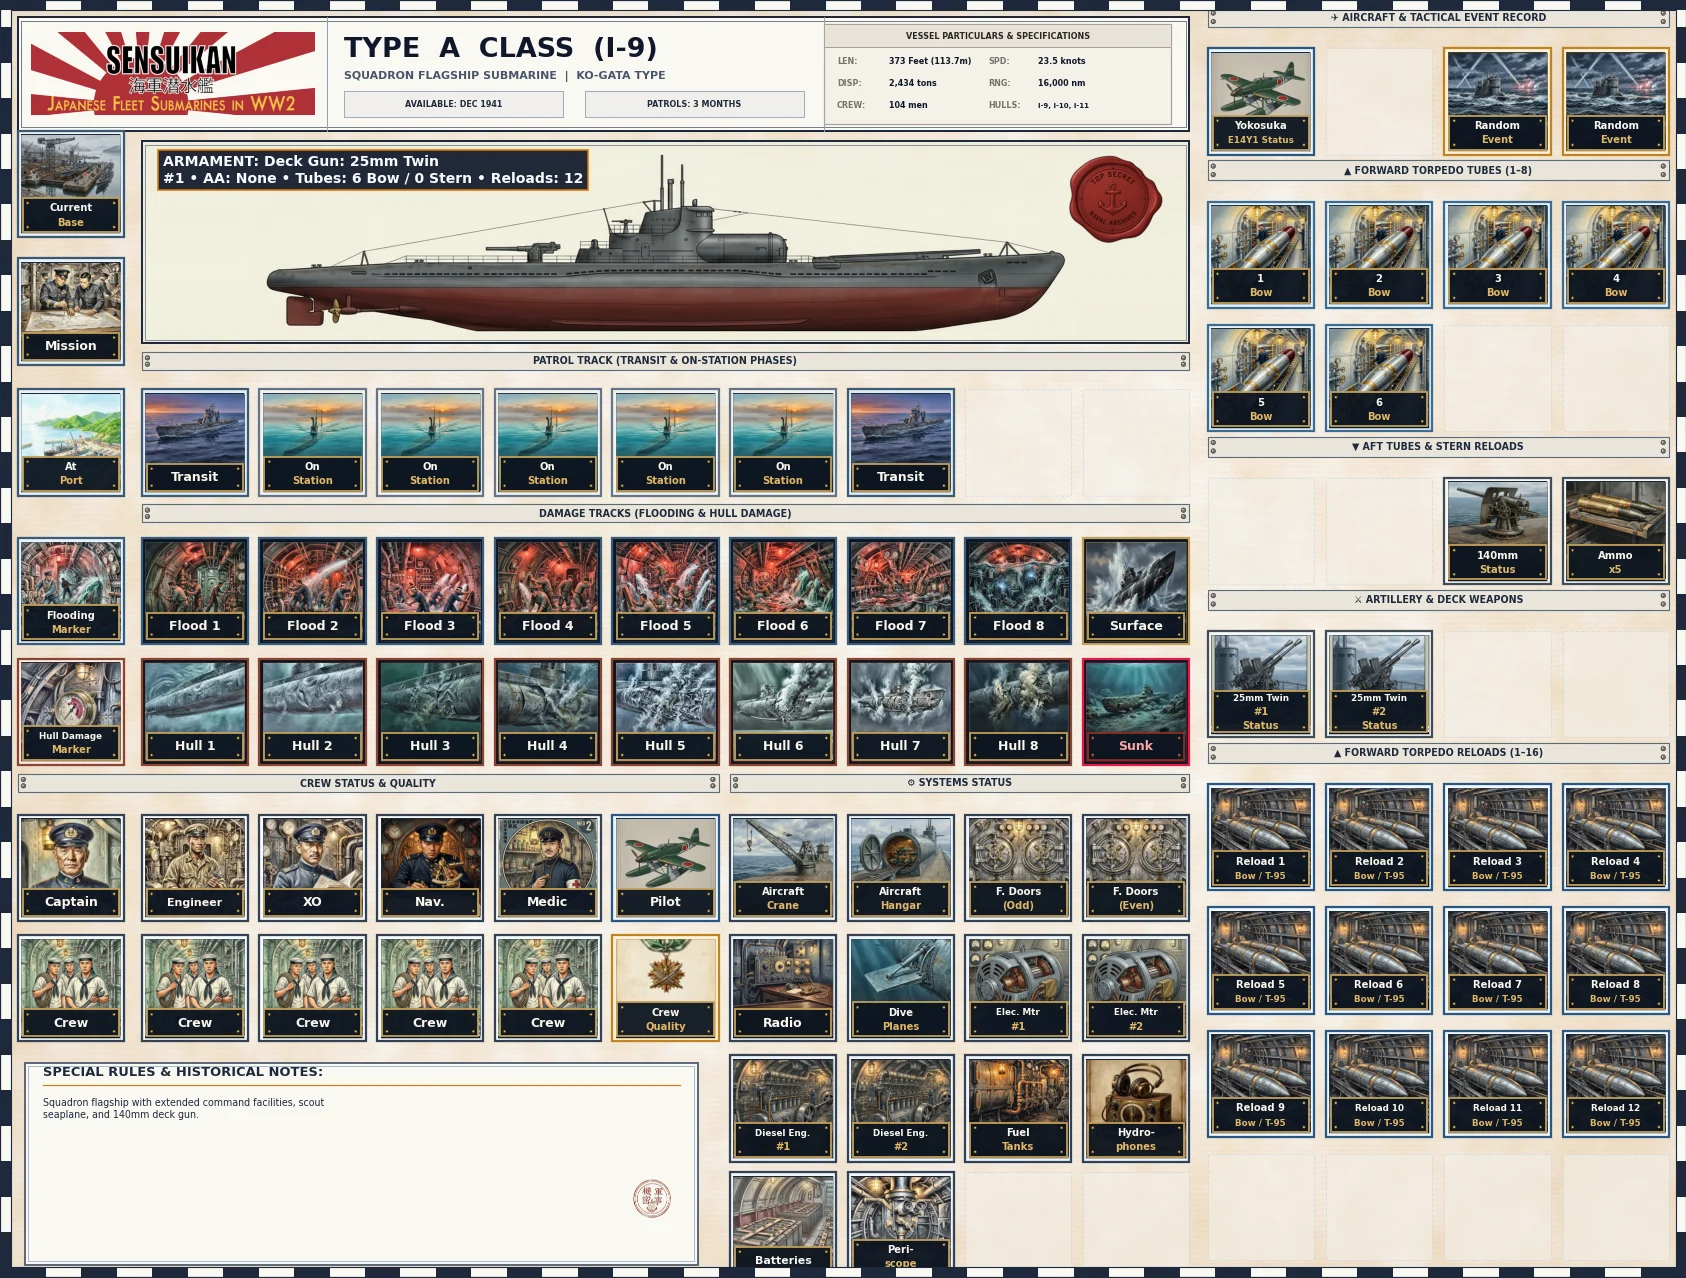 SENSUIKAN
海軍潜水艦
JAPANESE FLEET SUBMARINES IN WW2
TYPE A CLASS (I-9)
SQUADRON FLAGSHIP SUBMARINE | KO-GATA TYPE
AVAILABLE: DEC 1941
PATROLS: 3 MONTHS
VESSEL PARTICULARS & SPECIFICATIONS
LEN: 373 Feet (113.7m) SPD: 23.5 knots
DISP: 2,434 tons RNG: 16,000 nm
CREW: 104 men HULLS: I-9, I-10, I-11
Current
Base
Mission
ARMAMENT: Deck Gun: 25mm Twin
#1 • AA: None • Tubes: 6 Bow / 0 Stern • Reloads: 12
TOP SECRET
NAVAL ARCHIVES
PATROL TRACK (TRANSIT & ON-STATION PHASES)
At
Port
Transit
On
Station
On
Station
On
Station
On
Station
On
Station
Transit
DAMAGE TRACKS (FLOODING & HULL DAMAGE)
Flooding
Marker
Flood 1
Flood 2
Flood 3
Flood 4
Flood 5
Flood 6
Flood 7
Flood 8
Surface
Hull Damage
Marker
Hull 1
Hull 2
Hull 3
Hull 4
Hull 5
Hull 6
Hull 7
Hull 8
Sunk
CREW STATUS & QUALITY
Captain
Engineer
XO
Nav.
2
Medic
Pilot
Crew
Crew
Crew
Crew
Crew
Crew
Quality
⚙ SYSTEMS STATUS
Aircraft
Crane
Aircraft
Hangar
F. Doors
(Odd)
F. Doors
(Even)
Radio
Dive
Planes
Elec. Mtr
#1
Elec. Mtr
#2
Diesel Eng.
#1
Diesel Eng.
#2
Fuel
Tanks
Hydro-
phones
Batteries
Peri-
scope
SPECIAL RULES & HISTORICAL NOTES:
Squadron flagship with extended command facilities, scout
seaplane, and 140mm deck gun.
✈ AIRCRAFT & TACTICAL EVENT RECORD
Yokosuka
E14Y1 Status
Random
Event
Random
Event
▲ FORWARD TORPEDO TUBES (1–8)
1
Bow
2
Bow
3
Bow
4
Bow
5
Bow
6
Bow
▼ AFT TUBES & STERN RELOADS
140mm
Status
Ammo
x5
⚔ ARTILLERY & DECK WEAPONS
25mm Twin
#1
Status
25mm Twin
#2
Status
▲ FORWARD TORPEDO RELOADS (1–16)
Reload 1
Bow / T-95
Reload 2
Bow / T-95
Reload 3
Bow / T-95
Reload 4
Bow / T-95
Reload 5
Bow / T-95
Reload 6
Bow / T-95
Reload 7
Bow / T-95
Reload 8
Bow / T-95
Reload 9
Bow / T-95
Reload 10
Bow / T-95
Reload 11
Bow / T-95
Reload 12
Bow / T-95